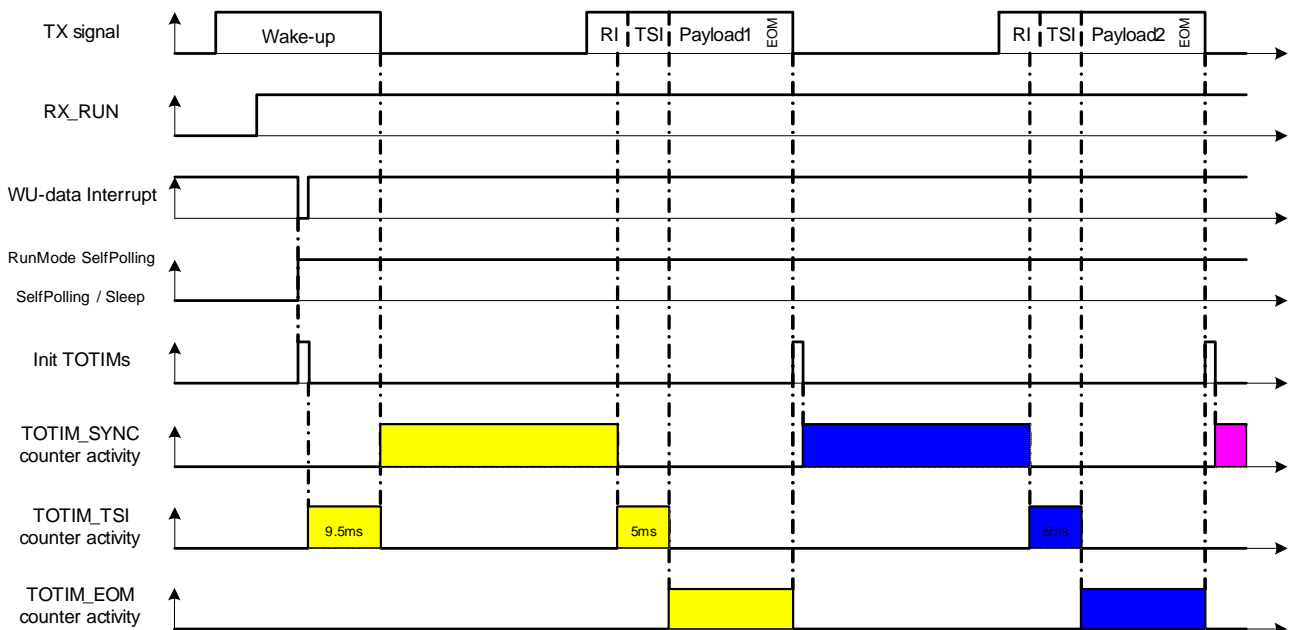 TX signal
Wake-up
RI
TSI
Payload1
EOM
RI
TSI
Payload2
EOM
RX_RUN
WU-data Interrupt
RunMode SelfPolling
SelfPolling / Sleep
Init TOTIMs
TOTIM_SYNC
counter activity
TOTIM_TSI
counter activity
9.5ms
5ms
5ms
TOTIM_EOM
counter activity